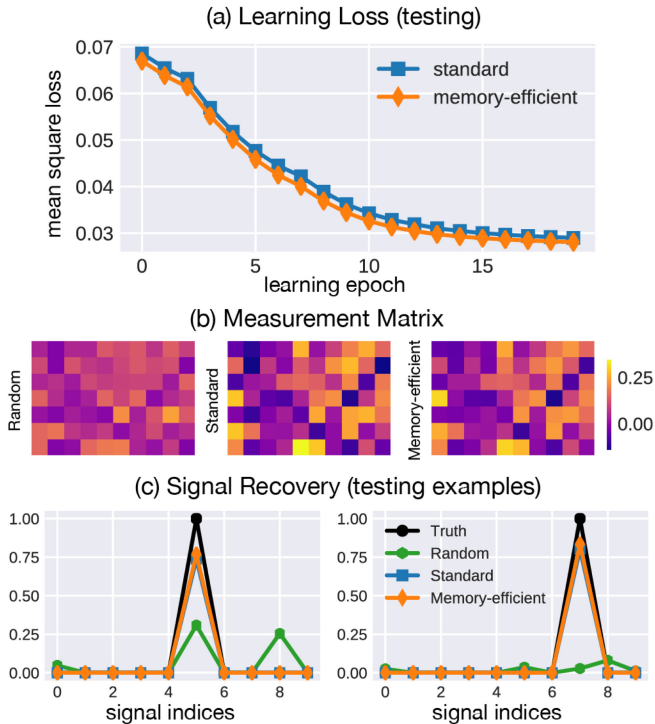 (a) Learning Loss (testing)
mean square loss
0.07
0.06
0.05
0.04
0.03
standard
memory-efficient
0 5 10 15
learning epoch
(b) Measurement Matrix
Random
Standard
Memory-efficient
0.25
0.00
(c) Signal Recovery (testing examples)
1.00
0.75
0.50
0.25
0.00
0 2 4 6 8
signal indices
1.00
0.75
0.50
0.25
0.00
Truth
Random
Standard
Memory-efficient
0 2 4 6 8
signal indices